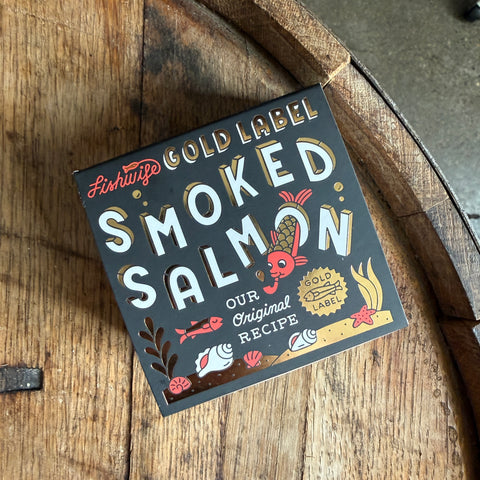 Fishwife GOLD LABEL
SMOKED
SALMON
OUR
Original
RECIPE
GOLD
LABEL